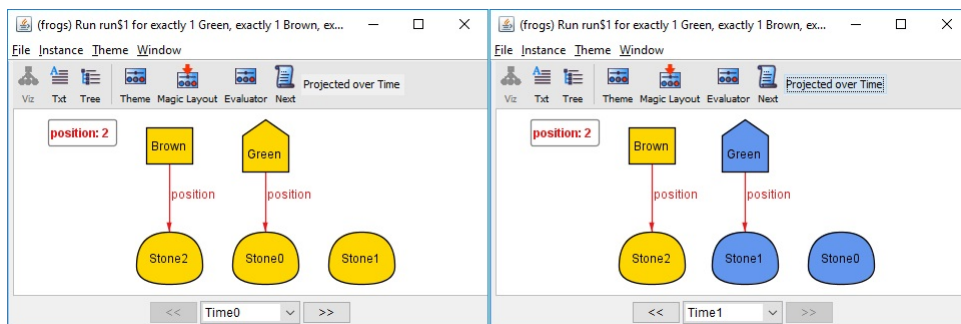 (frogs) Run run$1 for exactly 1 Green, exactly 1 Brown, ex...
File Instance Theme Window
Viz Txt Tree Theme Magic Layout Evaluator Next Projected over Time
position: 2
Brown Green
position position
Stone2 Stone0 Stone1
<< Time0 >>
(frogs) Run run$1 for exactly 1 Green, exactly 1 Brown, ex...
File Instance Theme Window
Viz Txt Tree Theme Magic Layout Evaluator Next Projected over Time
position: 2
Brown Green
position position
Stone2 Stone1 Stone0
<< Time1 >>